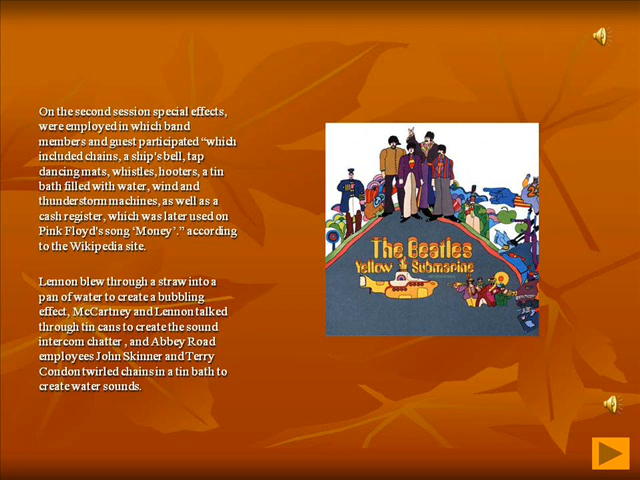 On the second session special effects,
were employed in which band
members and guest participated “which
included chains, a ship's bell, tap
dancing mats, whistles, hooters, a tin
bath filled with water, wind and
thunderstorm machines, as well as a
cash register, which was later used on
Pink Floyd's song ‘Money’.” according
to the Wikipedia site.
Lennon blew through a straw into a
pan of water to create a bubbling
effect, McCartney and Lennon talked
through tin cans to create the sound
intercom chatter , and Abbey Road
employees John Skinner and Terry
Condon twirled chains in a tin bath to
create water sounds.
The Beatles
Yellow Submarine